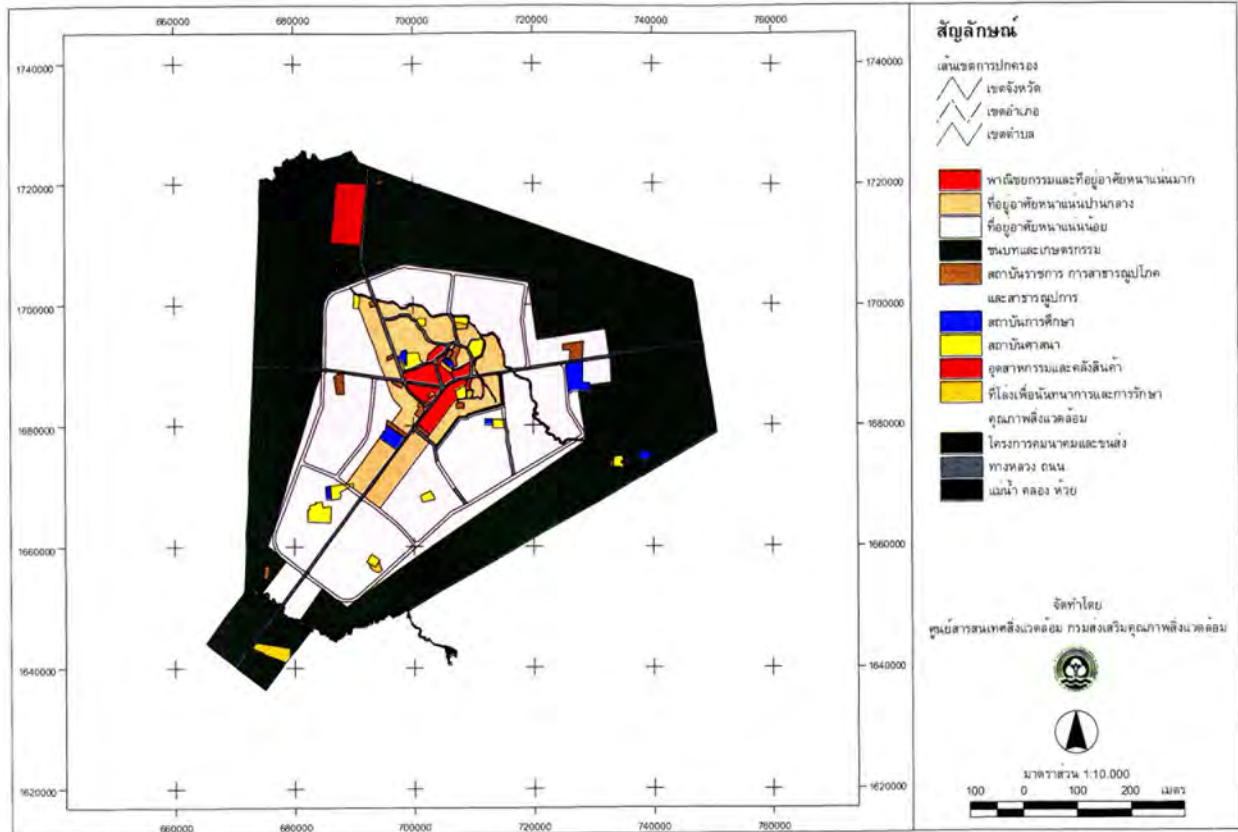 660000 680000 700000 720000 740000 760000
1740000 1740000
1720000 1720000
1700000 1700000
1680000 1680000
1660000 1660000
1640000 1640000
1620000 1620000
660000 680000 700000 720000 740000 760000
สัญลักษณ์
เส้นเขตการปกครอง
เขตจังหวัด
เขตอำเภอ
เขตตำบล
พาณิชยกรรมและที่อยู่อาศัยหนาแน่นมาก
ที่อยู่อาศัยหนาแน่นปานกลาง
ที่อยู่อาศัยหนาแน่นน้อย
ชนบทและเกษตรกรรม
สถาบันราชการ การสาธารณูปโภค
และสาธารณูปการ
สถาบันการศึกษา
สถาบันศาสนา
อุตสาหกรรมและคลังสินค้า
ที่โล่งเพื่อนันทนาการและการรักษา
คุณภาพสิ่งแวดล้อม
โครงการคมนาคมและขนส่ง
ทางหลวง ถนน
แม่น้ำ คลอง ห้วย
จัดทำโดย
ศูนย์สารสนเทศสิ่งแวดล้อม กรมส่งเสริมคุณภาพสิ่งแวดล้อม
มาตราส่วน 1:10.000
100 0 100 200 เมตร